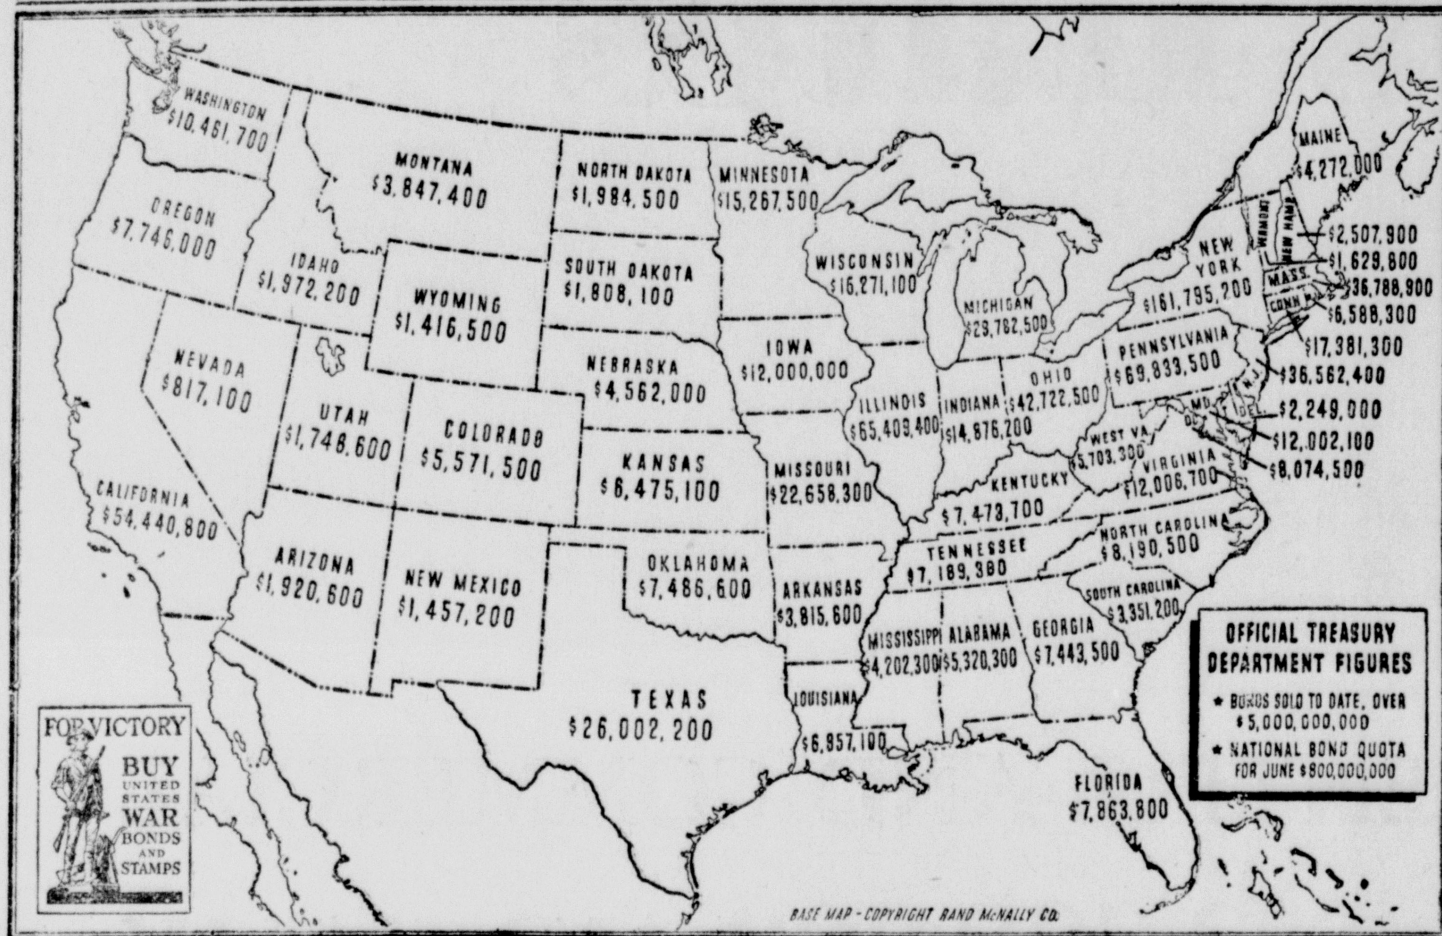 WASHINGTON
$10,461,700
MONTANA
$3,847,400
NORTH DAKOTA
$1,984,500
MINNESOTA
$15,267,500
MAINE
$4,272,000
OREGON
$7,746,000
IDAHO
$1,972,200
WYOMING
$1,416,500
SOUTH DAKOTA
$1,808,100
WISCONSIN
$16,271,100
MICHIGAN
$29,762,500
NEW
YORK
$161,795,200
VERMONT
NEW HAMP.
$2,507,900
$1,629,600
MASS.
$36,788,900
CONN.
$6,588,300
$17,381,300
NEVADA
$817,100
UTAH
$1,746,600
COLORADO
$5,571,500
NEBRASKA
$4,562,000
IOWA
$12,000,000
ILLINOIS
$65,409,400
INDIANA
$14,876,200
OHIO
$42,722,500
PENNSYLVANIA
$69,833,500
N.J.
$36,562,400
MD.
DE.
$2,249,000
$12,002,100
$8,074,500
CALIFORNIA
$54,440,800
KANSAS
$6,475,100
MISSOURI
$22,658,300
KENTUCKY
$7,473,700
WEST VA.
$5,703,300
VIRGINIA
$12,006,700
ARIZONA
$1,920,600
NEW MEXICO
$1,457,200
OKLAHOMA
$7,486,600
ARKANSAS
$3,815,600
TENNESSEE
$7,189,300
NORTH CAROLINA
$8,190,500
SOUTH CAROLINA
$3,351,200
TEXAS
$26,002,200
LOUISIANA
$6,957,100
MISSISSIPPI
$4,202,300
ALABAMA
$5,320,300
GEORGIA
$7,443,500
FLORIDA
$7,863,800
OFFICIAL TREASURY
DEPARTMENT FIGURES
★ BONDS SOLD TO DATE, OVER
$5,000,000,000
★ NATIONAL BOND QUOTA
FOR JUNE $800,000,000
FOR VICTORY
BUY
UNITED
STATES
WAR
BONDS
AND
STAMPS
BASE MAP - COPYRIGHT RAND McNALLY CO.